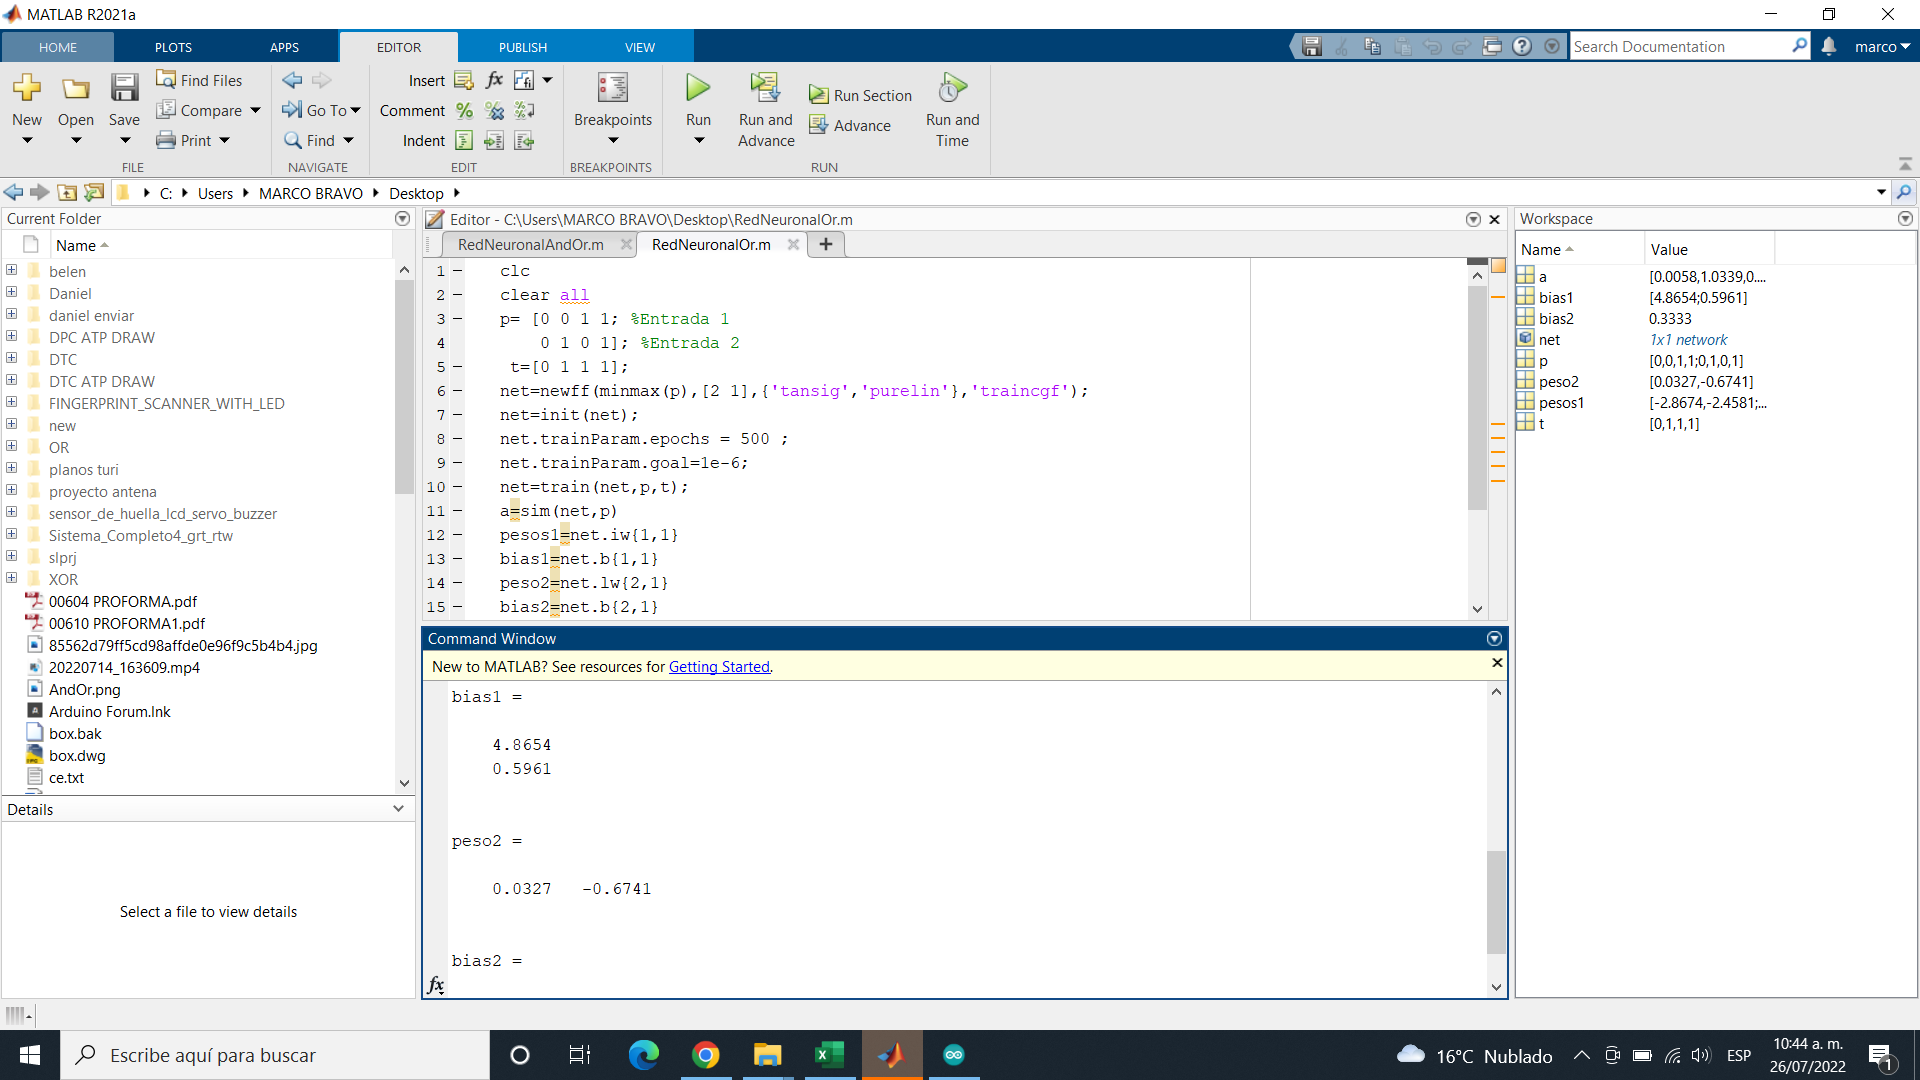 MATLAB R2021a
HOME PLOTS APPS EDITOR PUBLISH VIEW
Search Documentation
marco
New
Open
Save
Find Files
Compare
Print
FILE
Go To
Find
NAVIGATE
Insert
Comment
Indent
EDIT
Breakpoints
BREAKPOINTS
Run
Run and Advance
Run Section
Advance
Run and Time
RUN
C: Users MARCO BRAVO Desktop
Current Folder
Name
belen
Daniel
daniel enviar
DPC ATP DRAW
DTC
DTC ATP DRAW
FINGERPRINT_SCANNER_WITH_LED
new
OR
planos turi
proyecto antena
sensor_de_huella_lcd_servo_buzzer
Sistema_Completo4_grt_rtw
slprj
XOR
00604 PROFORMA.pdf
00610 PROFORMA1.pdf
85562d79ff5cd98affde0e96f9c5b4b4.jpg
20220714_163609.mp4
AndOr.png
Arduino Forum.lnk
box.bak
box.dwg
ce.txt
Details
Select a file to view details
Editor - C:\Users\MARCO BRAVO\Desktop\RedNeuronalOr.m
RedNeuronalAndOr.m RedNeuronalOr.m
1 clc
2 clear all
3 p= [0 0 1 1; %Entrada 1
4 0 1 0 1]; %Entrada 2
5 t=[0 1 1 1];
6 net=newff(minmax(p),[2 1],{'tansig','purelin'},'traincgf');
7 net=init(net);
8 net.trainParam.epochs = 500 ;
9 net.trainParam.goal=1e-6;
10 net=train(net,p,t);
11 a=sim(net,p)
12 pesos1=net.iw{1,1}
13 bias1=net.b{1,1}
14 peso2=net.lw{2,1}
15 bias2=net.b{2,1}
Command Window
New to MATLAB? See resources for Getting Started.
bias1 =
4.8654
0.5961
peso2 =
0.0327 -0.6741
bias2 =
fx
Workspace
Name Value
a [0.0058,1.0339,0....
bias1 [4.8654;0.5961]
bias2 0.3333
net 1x1 network
p [0,0,1,1;0,1,0,1]
peso2 [0.0327,-0.6741]
pesos1 [-2.8674,-2.4581;...
t [0,1,1,1]
Escribe aquí para buscar
16°C Nublado
ESP
10:44 a. m.
26/07/2022
1